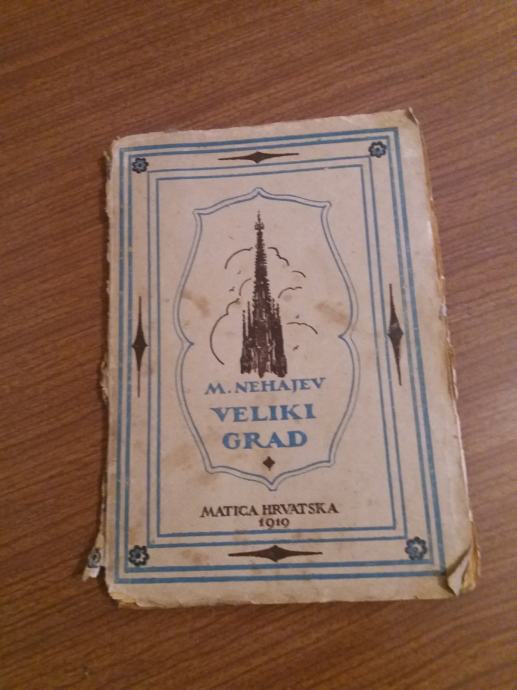 M. NEHAJEV
VELIKI
GRAD
MATICA HRVATSKA
1919